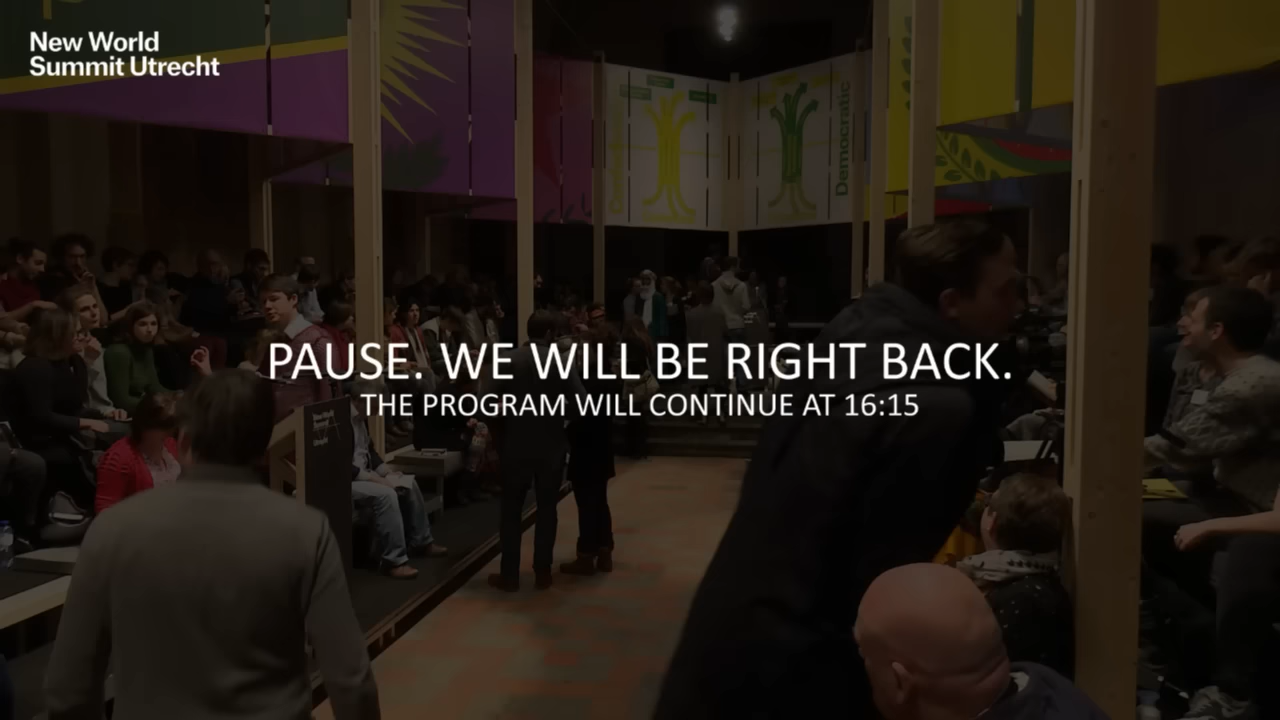 New World
Summit Utrecht
Democratic
PAUSE. WE WILL BE RIGHT BACK.
THE PROGRAM WILL CONTINUE AT 16:15